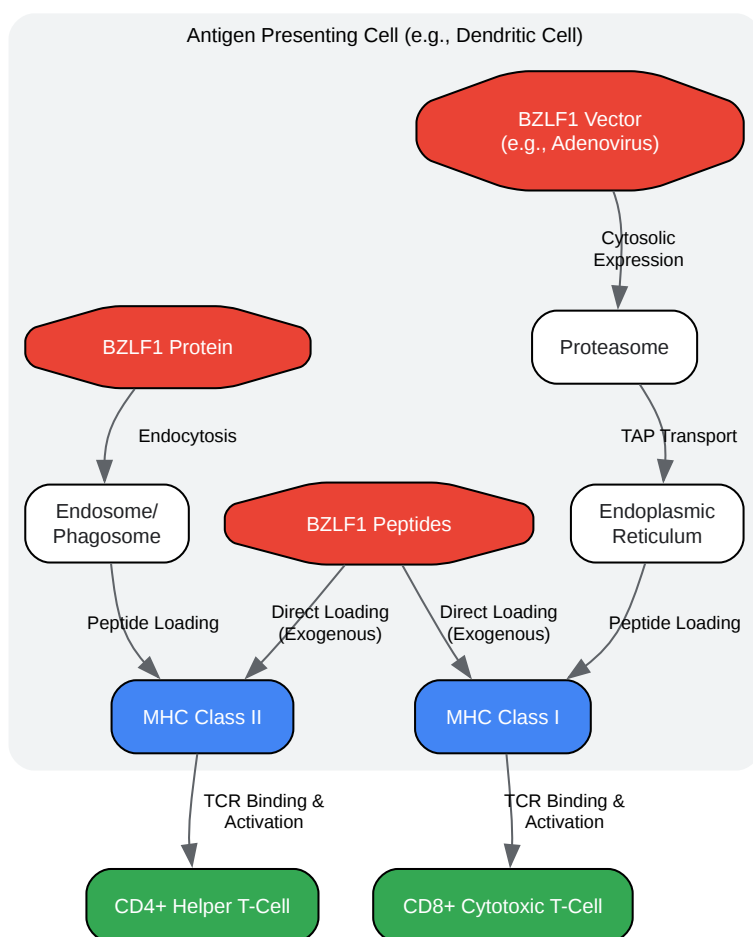 Antigen Presenting Cell (e.g., Dendritic Cell)
BZLF1 Vector
(e.g., Adenovirus)
Cytosolic
Expression
BZLF1 Protein
Proteasome
Endocytosis
TAP Transport
Endosome/
Phagosome
BZLF1 Peptides
Endoplasmic
Reticulum
Peptide Loading
Direct Loading
(Exogenous)
Direct Loading
(Exogenous)
Peptide Loading
MHC Class II
MHC Class I
TCR Binding &
Activation
TCR Binding &
Activation
CD4+ Helper T-Cell
CD8+ Cytotoxic T-Cell